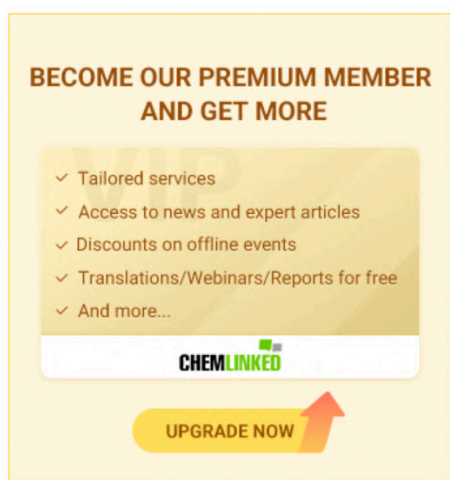 BECOME OUR PREMIUM MEMBER
AND GET MORE
VIP
Tailored services
Access to news and expert articles
Discounts on offline events
Translations/Webinars/Reports for free
And more...
CHEMLINKED
UPGRADE NOW